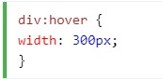 div:hover {
width: 300px;
}